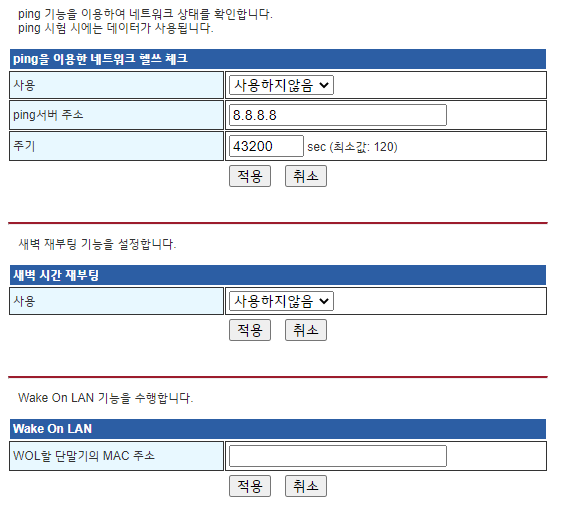 ping 기능을 이용하여 네트워크 상태를 확인합니다.
ping 시험 시에는 데이터가 사용됩니다.
ping을 이용한 네트워크 헬쓰 체크
사용 사용하지않음
ping서버 주소 8.8.8.8
주기 43200 sec (최소값: 120)
적용 취소
새벽 재부팅 기능을 설정합니다.
새벽 시간 재부팅
사용 사용하지않음
적용 취소
Wake On LAN 기능을 수행합니다.
Wake On LAN
WOL할 단말기의 MAC 주소
적용 취소